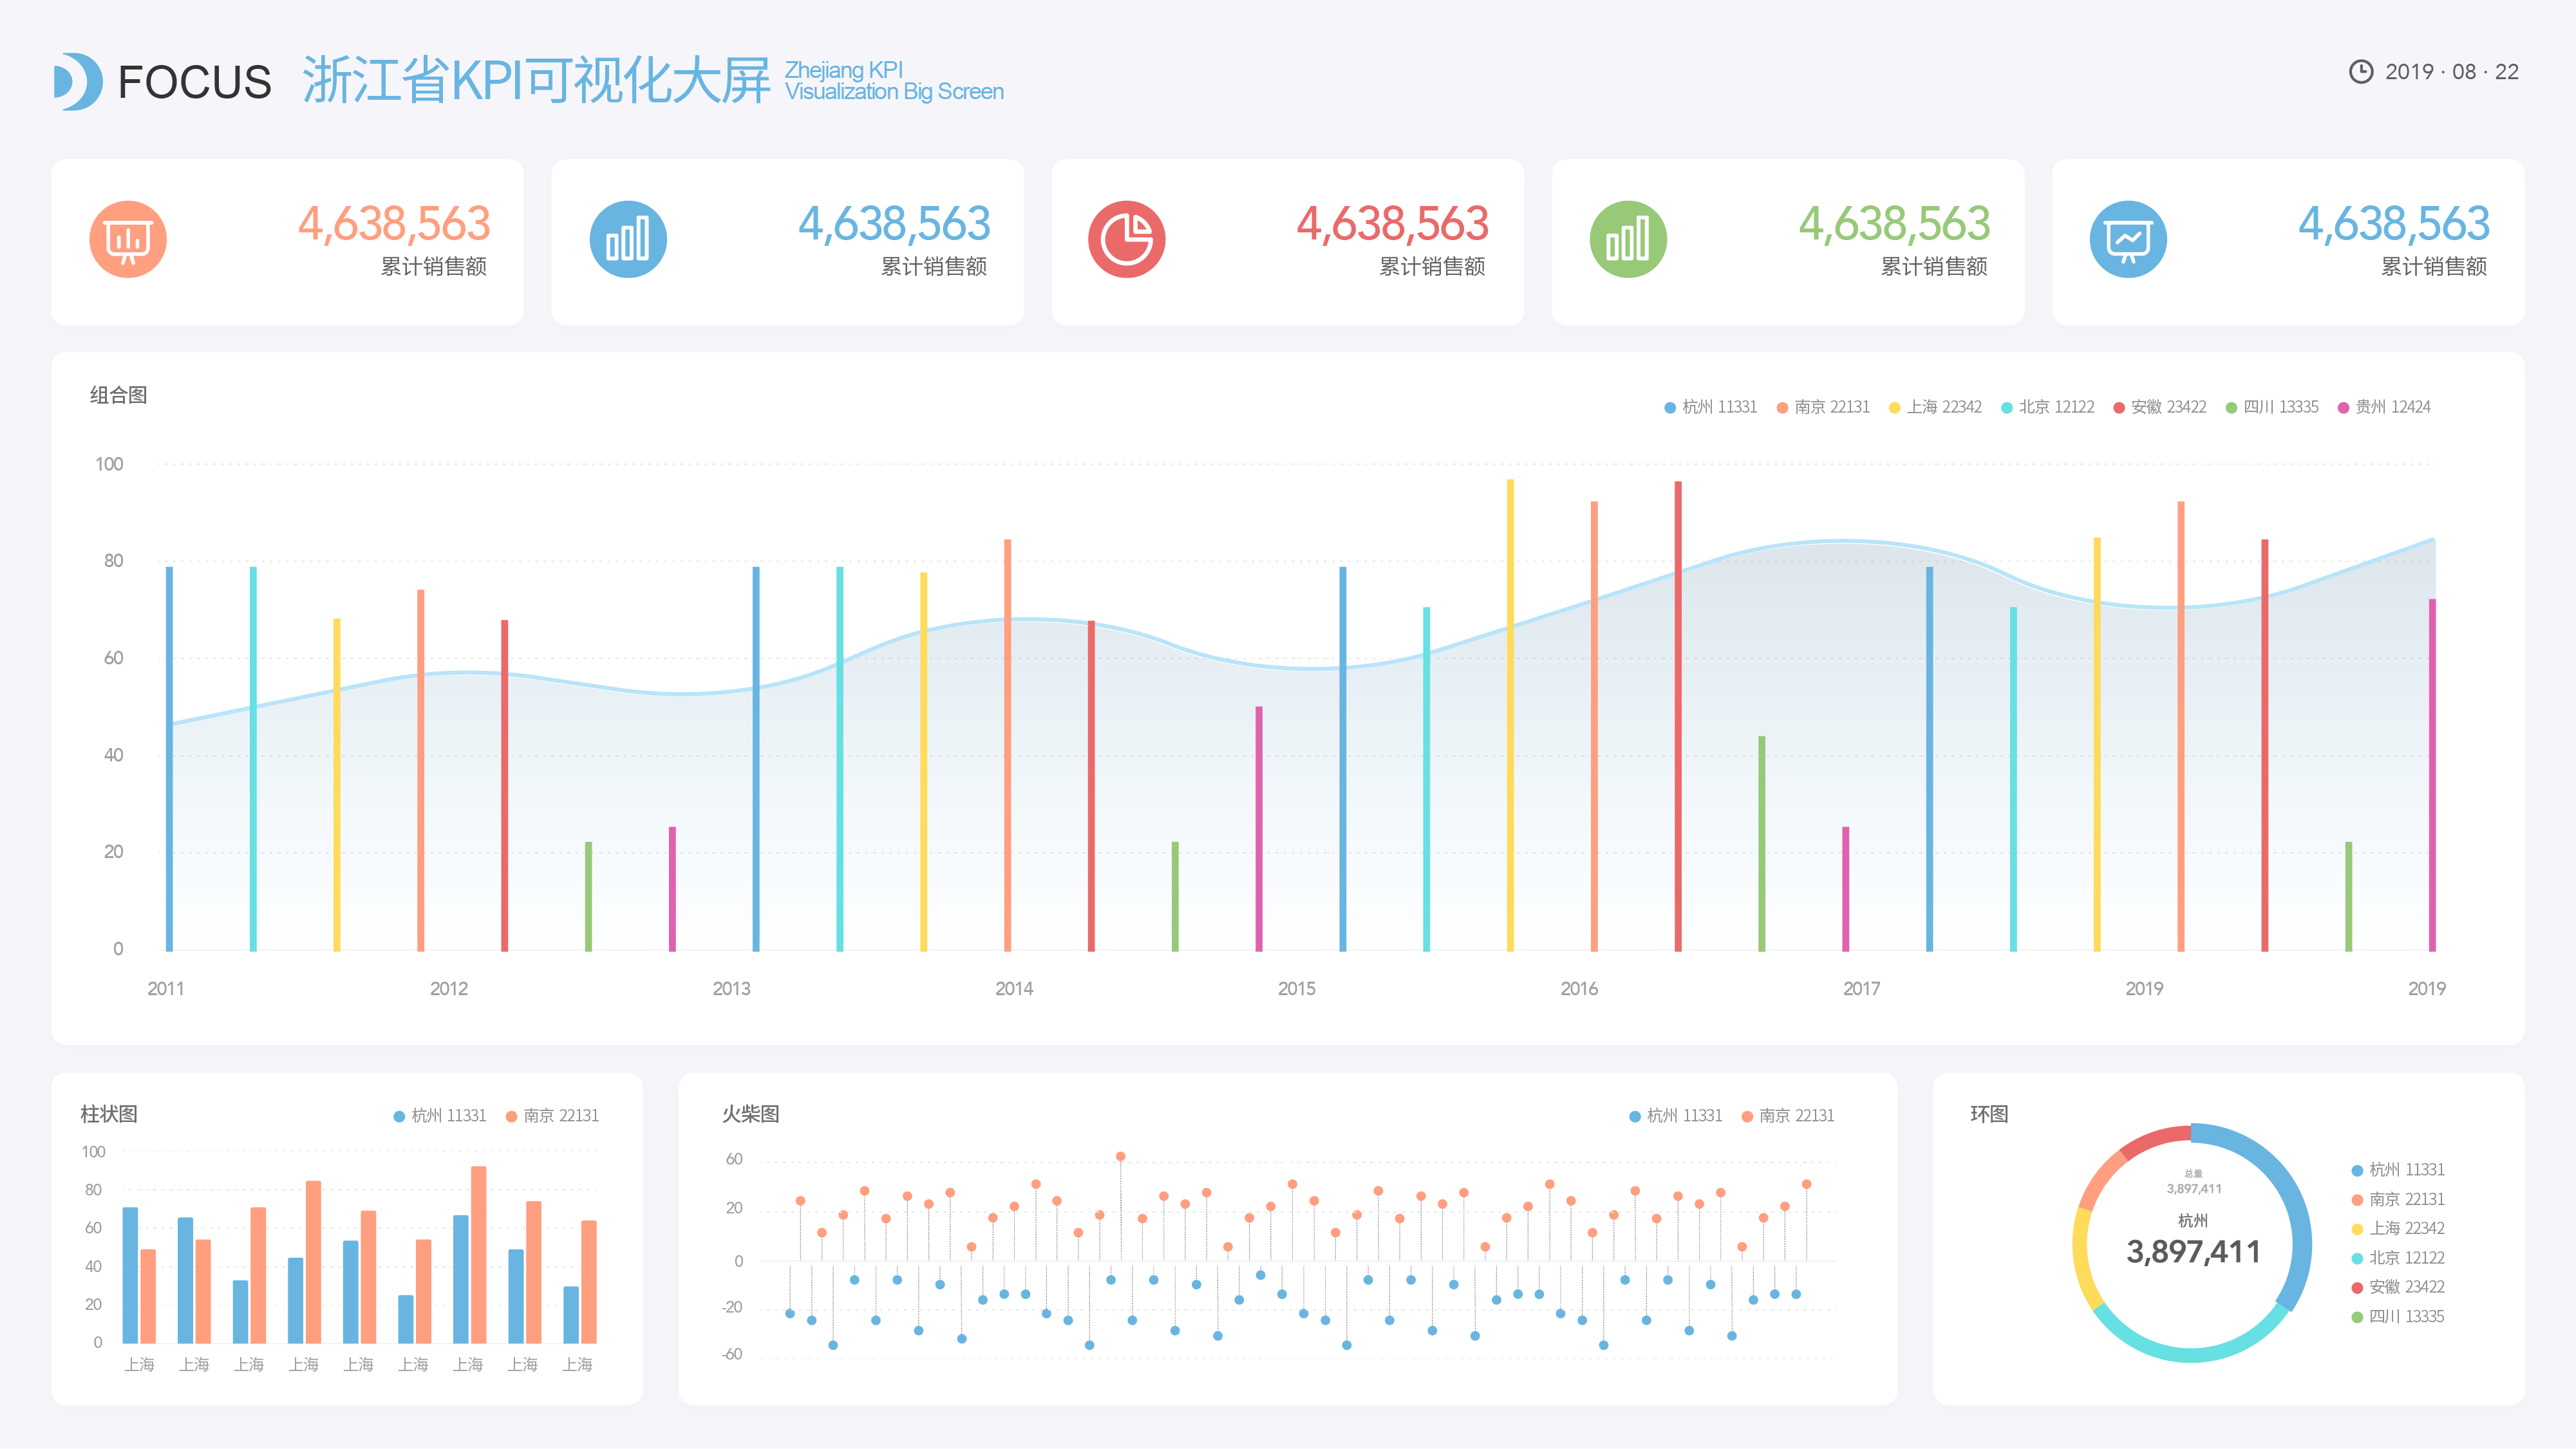 FOCUS 浙江省KPI可视化大屏
Zhejiang KPI
Visualization Big Screen
2019 · 08 · 22
4,638,563
累计销售额
4,638,563
累计销售额
4,638,563
累计销售额
4,638,563
累计销售额
4,638,563
累计销售额
组合图
杭州 11331 南京 22131 上海 22342 北京 12122 安徽 23422 四川 13335 贵州 12424
100
80
60
40
20
0
2011 2012 2013 2014 2015 2016 2017 2019 2019
柱状图
杭州 11331 南京 22131
100
80
60
40
20
0
上海 上海 上海 上海 上海 上海 上海 上海 上海
火柴图
杭州 11331 南京 22131
60
20
0
-20
-60
环图
总量
3,897,411
杭州
3,897,411
杭州 11331
南京 22131
上海 22342
北京 12122
安徽 23422
四川 13335